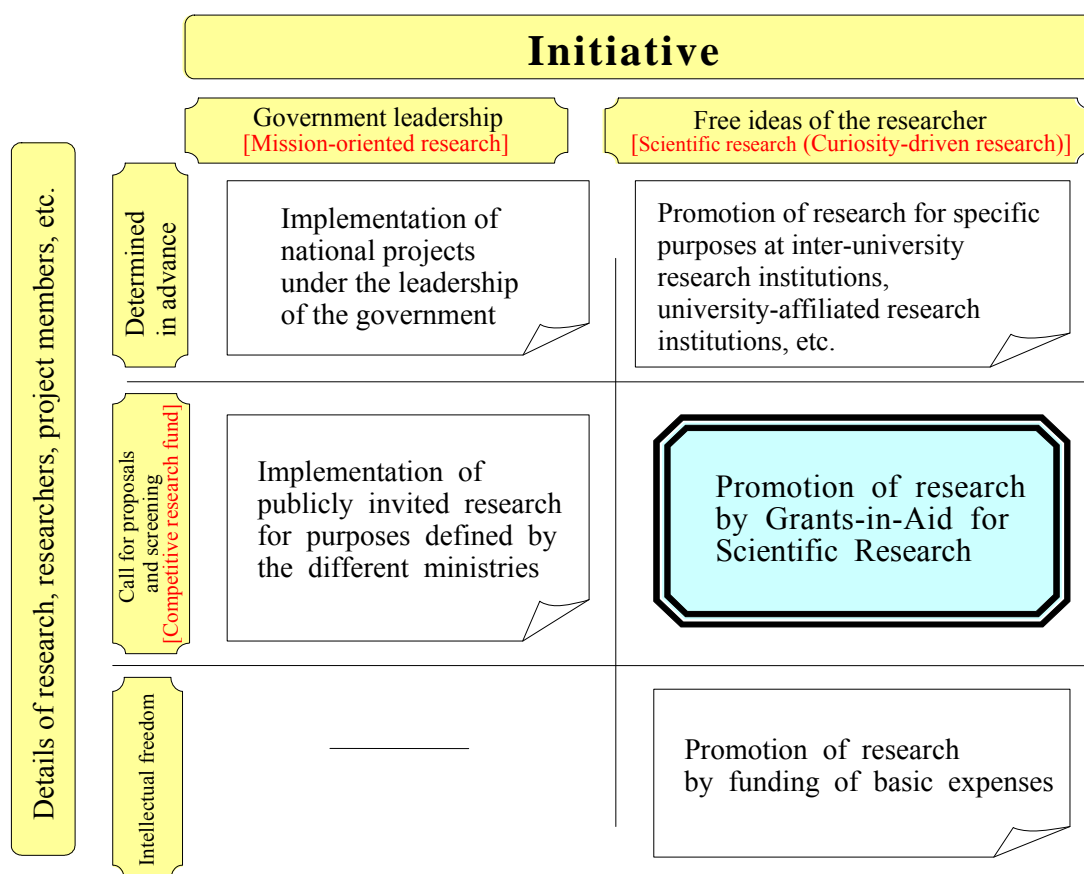 Initiative
Government leadership
[Mission-oriented research]
Free ideas of the researcher
[Scientific research (Curiosity-driven research)]
Details of research, researchers, project members, etc.
Determined
in advance
Implementation of
national projects
under the leadership
of the government
Promotion of research for specific
purposes at inter-university
research institutions,
university-affiliated research
institutions, etc.
Call for proposals
and screening
[Competitive research fund]
Implementation of
publicly invited research
for purposes defined by
the different ministries
Promotion of research
by Grants-in-Aid for
Scientific Research
Intellectual freedom
Promotion of research
by funding of basic expenses